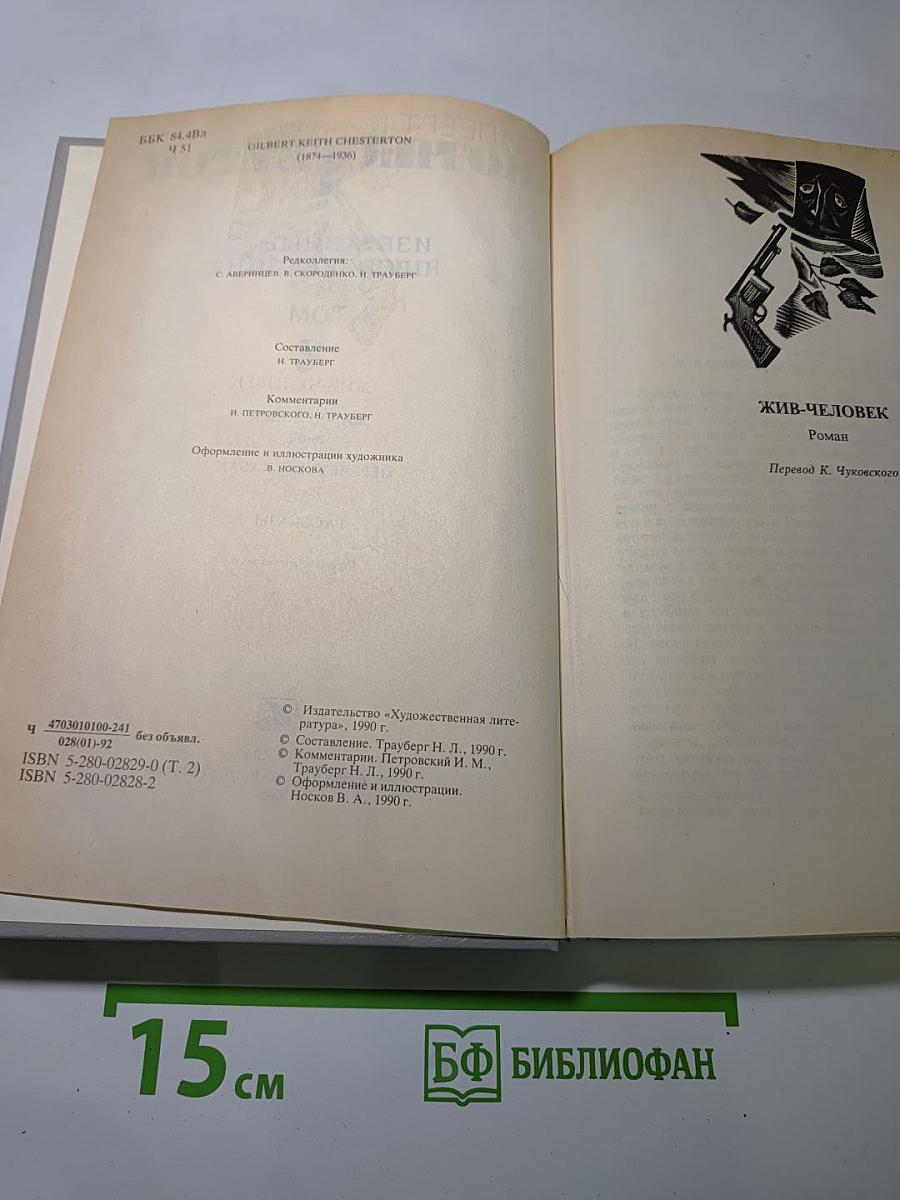 ББК 84.4Вл
Ч 51
GILBERT KEITH CHESTERTON
(1874—1936)
Редколлегия:
С. АВЕРИНЦЕВ, В. СКОРОДЕНКО, Н. ТРАУБЕРГ
Составление
Н. ТРАУБЕРГ
Комментарии
И. ПЕТРОВСКОГО, Н. ТРАУБЕРГ
Оформление и иллюстрации художника
В. НОСКОВА
Ч 4703010100-241 без объявл.
028(01)-92
ISBN 5-280-02829-0 (Т. 2)
ISBN 5-280-02828-2
© Издательство «Художественная лите-
ратура», 1990 г.
© Составление. Трауберг Н. Л., 1990 г.
© Комментарии. Петровский И. М.,
Трауберг Н. Л., 1990 г.
© Оформление и иллюстрации.
Носков В. А., 1990 г.
ЖИВ-ЧЕЛОВЕК
Роман
Перевод К. Чуковского
15 см
БФ БИБЛИОФАН